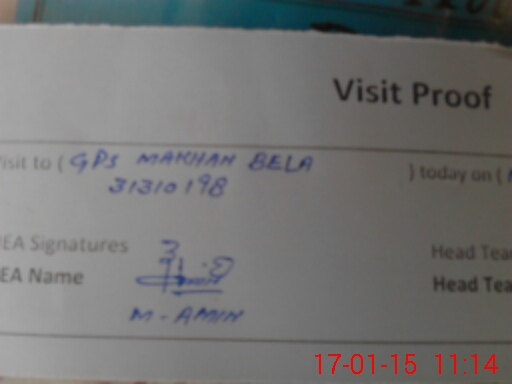 Visit Proof
isit to ( GPS MAKHAN BELA ) today on (
31310198
EA Signatures Head Tea
EA Name Head Tea
M-AMIN
17-01-15 11:14